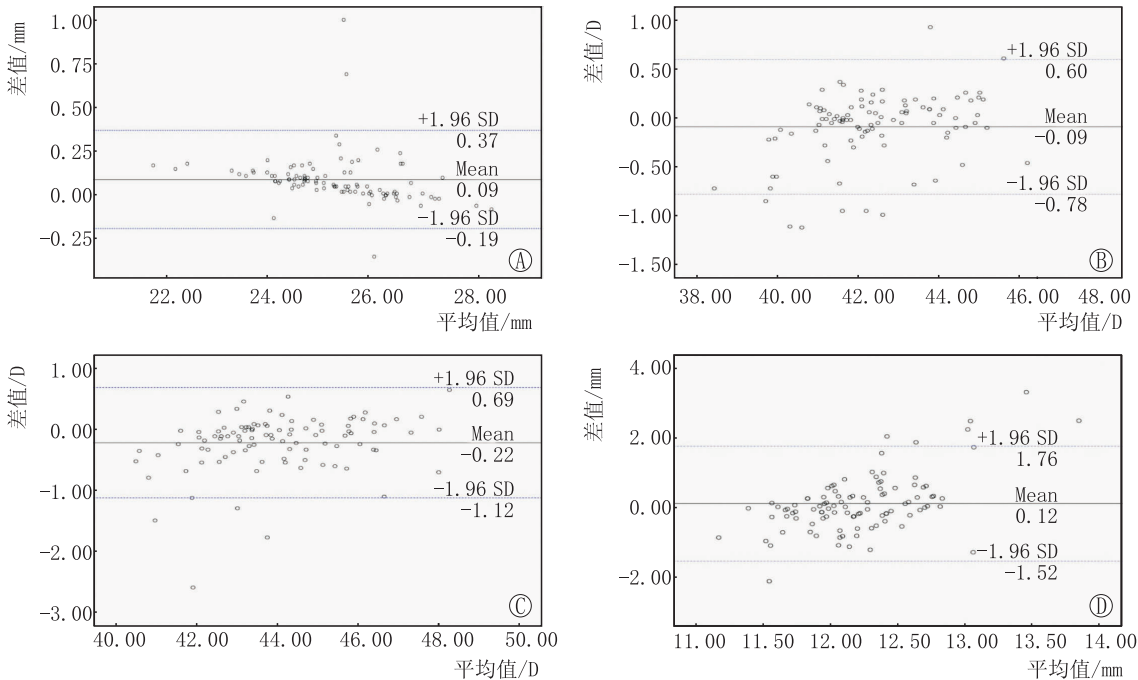 1.00
0.75
0.50
0.25
0.00
−0.25
差值/mm
+1.96 SD
0.37
Mean
0.09
−1.96 SD
−0.19
Ⓐ
22.00 24.00 26.00 28.00
平均值/mm
1.00
0.50
0.00
−0.50
−1.00
−1.50
差值/D
+1.96 SD
0.60
Mean
−0.09
−1.96 SD
−0.78
Ⓑ
38.00 40.00 42.00 44.00 46.00 48.00
平均值/D
1.00
0.00
−1.00
−2.00
−3.00
差值/D
+1.96 SD
0.69
Mean
−0.22
−1.96 SD
−1.12
Ⓒ
40.00 42.00 44.00 46.00 48.00 50.00
平均值/D
4.00
2.00
0.00
−2.00
差值/mm
+1.96 SD
1.76
Mean
0.12
−1.96 SD
−1.52
Ⓓ
11.00 11.50 12.00 12.50 13.00 13.50 14.00
平均值/mm